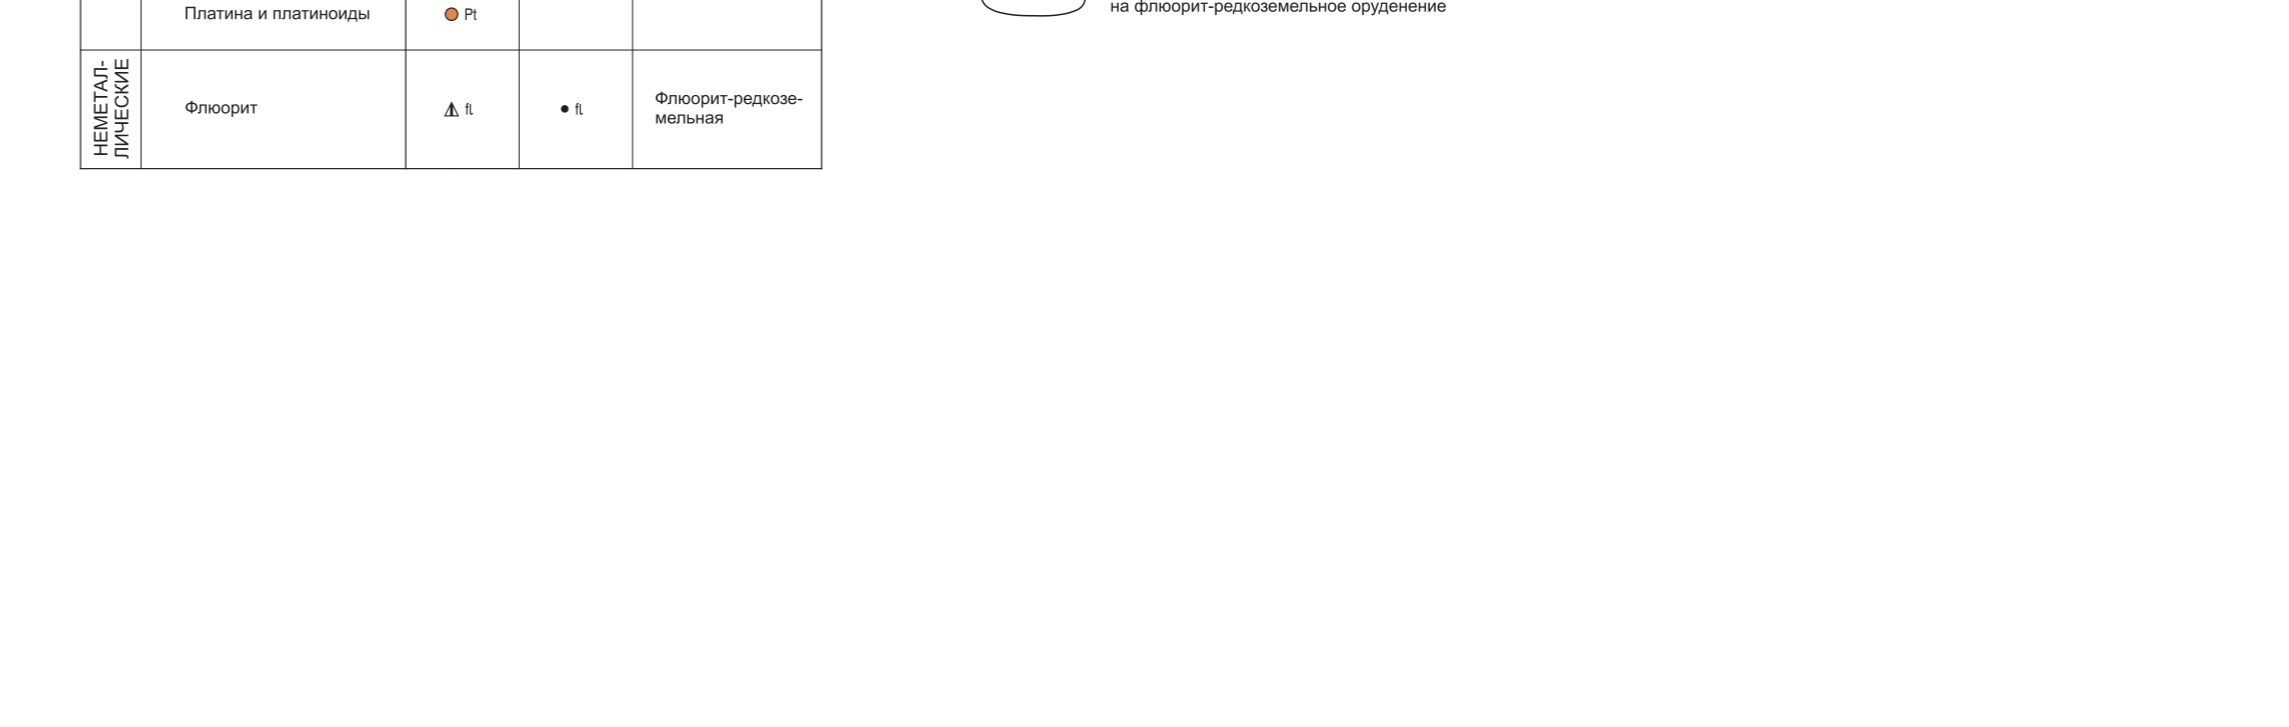 Платина и платиноиды Pt
на флюорит-редкоземельное оруденение
НЕМЕТАЛ-
ЛИЧЕСКИЕ
Флюорит fl fl
Флюорит-редкозе-
мельная